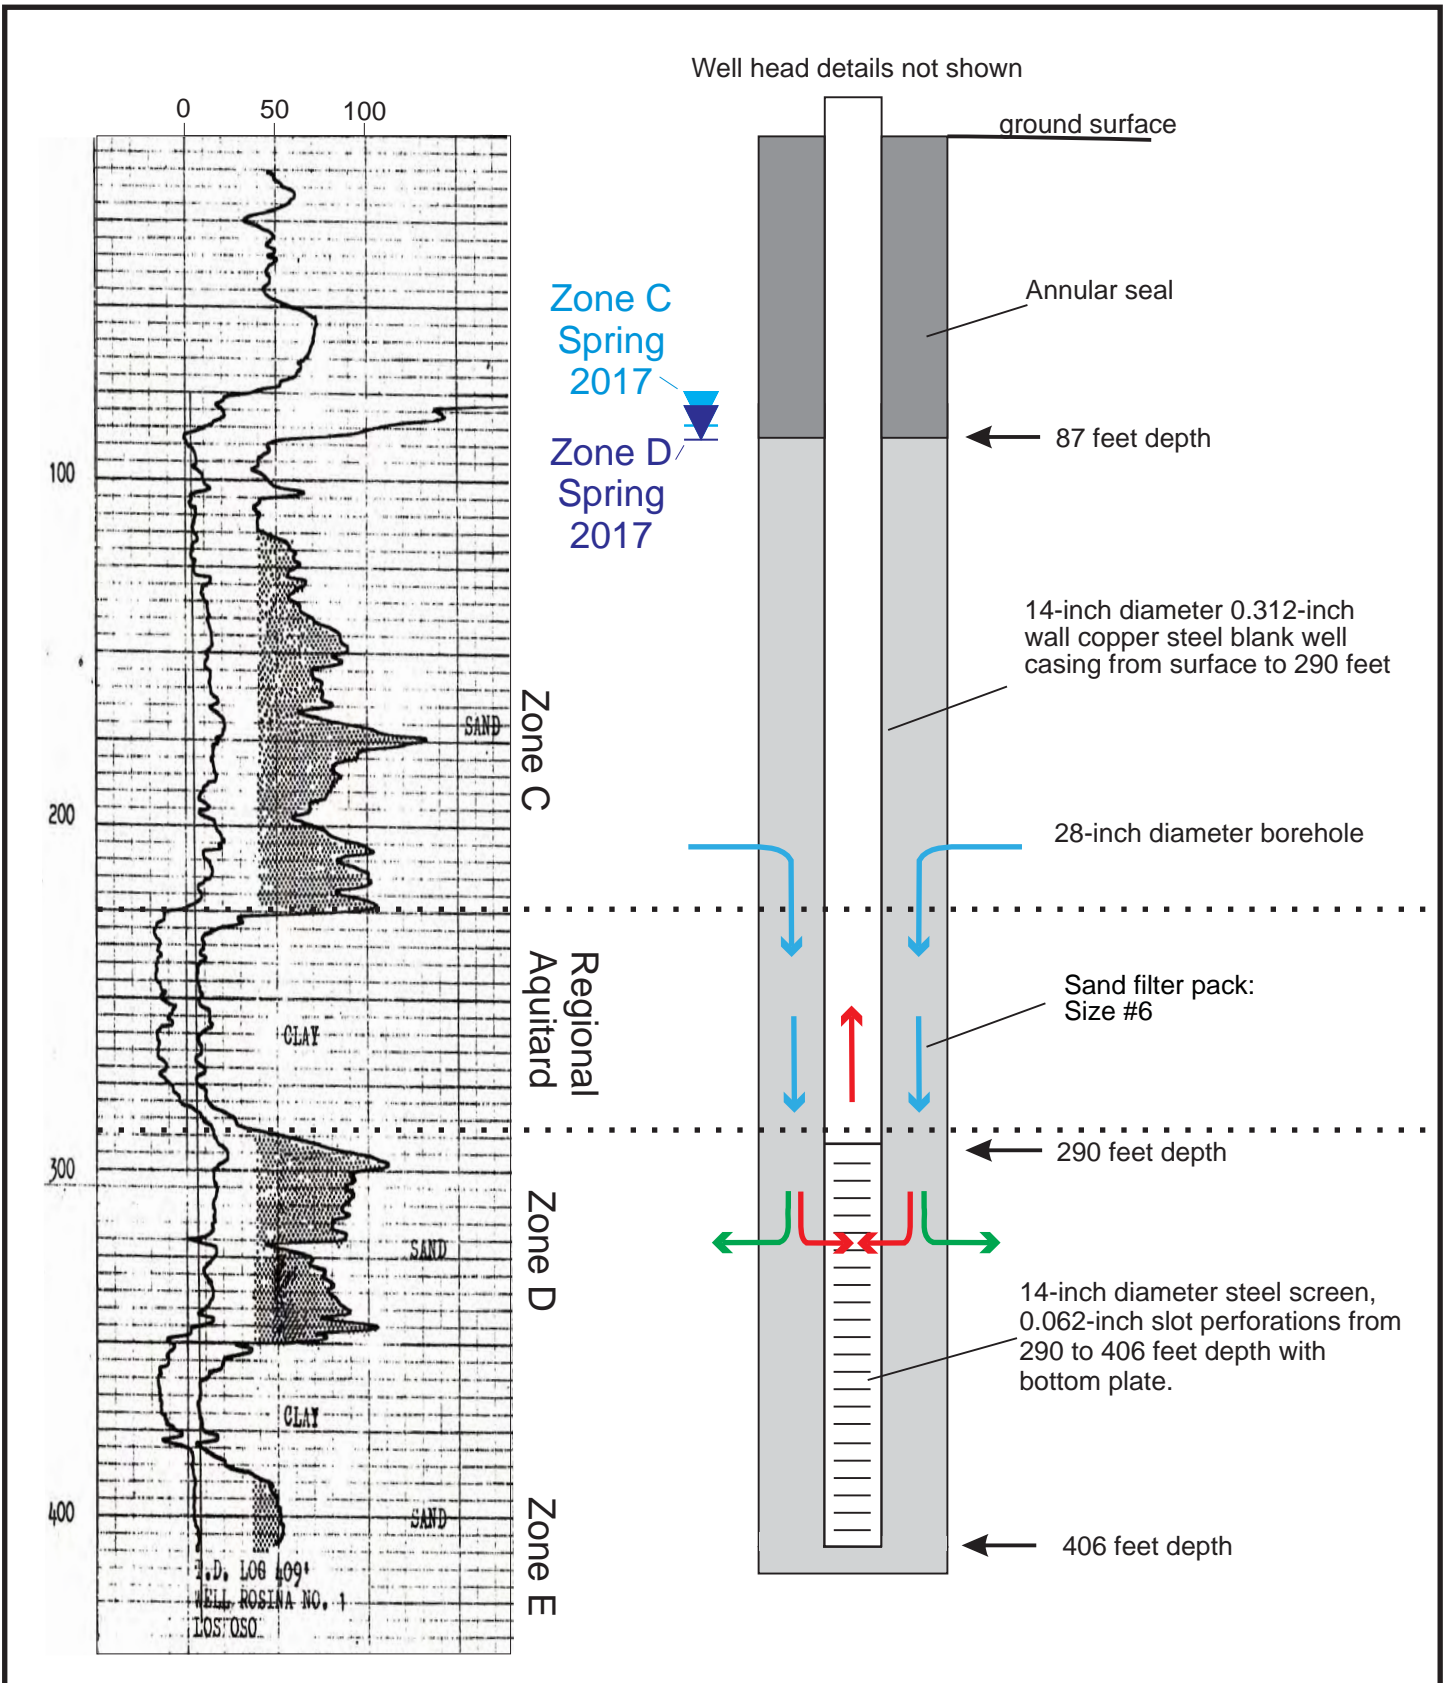 Well head details not shown
0 50 100
ground surface
Annular seal
Zone C
Spring
2017
Zone D
Spring
2017
87 feet depth
100
14-inch diameter 0.312-inch
wall copper steel blank well
casing from surface to 290 feet
SAND
Zone C
200
28-inch diameter borehole
Regional
Aquitard
CLAY
Sand filter pack:
Size #6
290 feet depth
300
Zone D
SAND
14-inch diameter steel screen,
0.062-inch slot perforations from
290 to 406 feet depth with
bottom plate.
CLAY
400
SAND
Zone E
406 feet depth
T.D. LOG 409'
WELL ROSINA NO. 1
LOS OSO